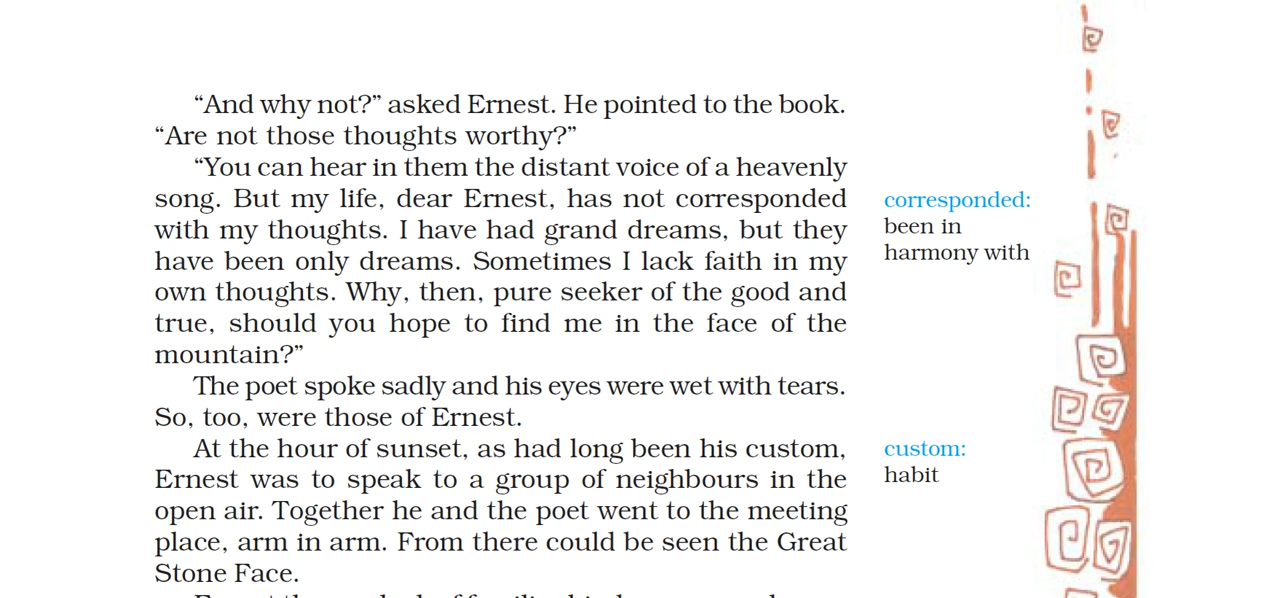 “And why not?” asked Ernest. He pointed to the book.
“Are not those thoughts worthy?”
“You can hear in them the distant voice of a heavenly
song. But my life, dear Ernest, has not corresponded
with my thoughts. I have had grand dreams, but they
have been only dreams. Sometimes I lack faith in my
own thoughts. Why, then, pure seeker of the good and
true, should you hope to find me in the face of the
mountain?”
The poet spoke sadly and his eyes were wet with tears.
So, too, were those of Ernest.
At the hour of sunset, as had long been his custom,
Ernest was to speak to a group of neighbours in the
open air. Together he and the poet went to the meeting
place, arm in arm. From there could be seen the Great
Stone Face.
corresponded:
been in
harmony with
custom:
habit